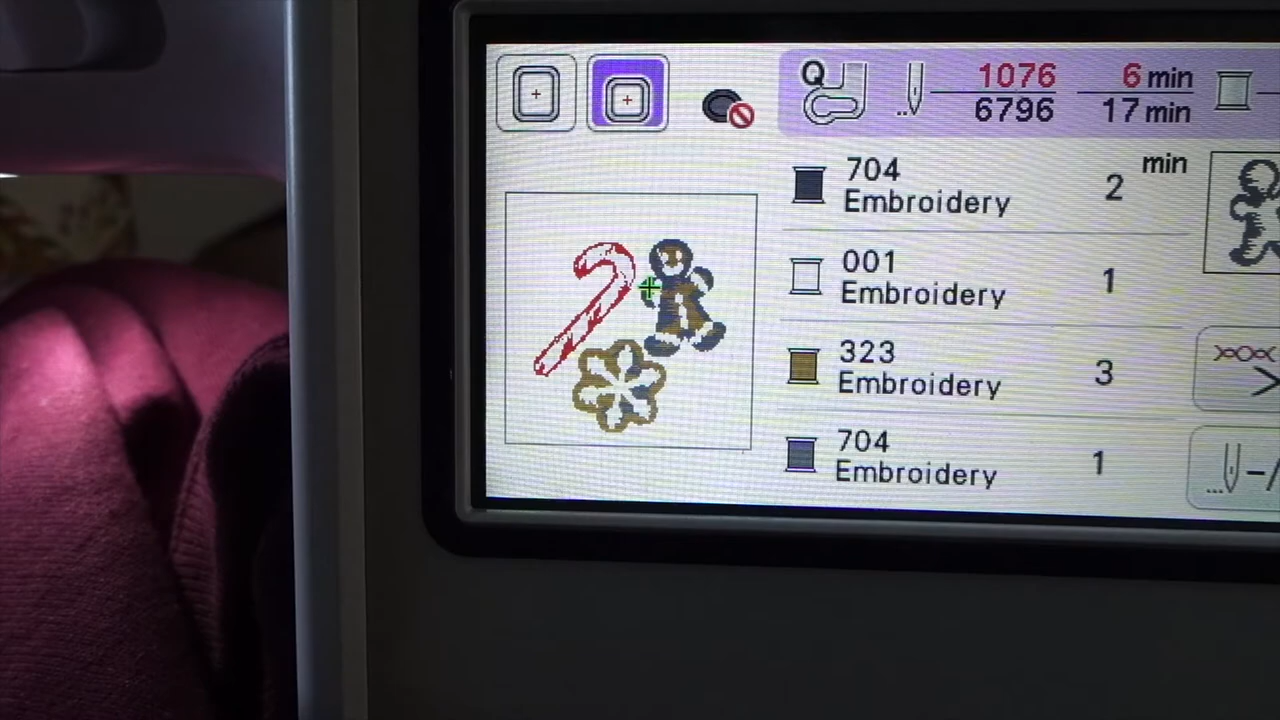 Q 1076 6 min
6796 17 min
704 min
Embroidery 2
001
Embroidery 1
323
Embroidery 3
704
Embroidery 1